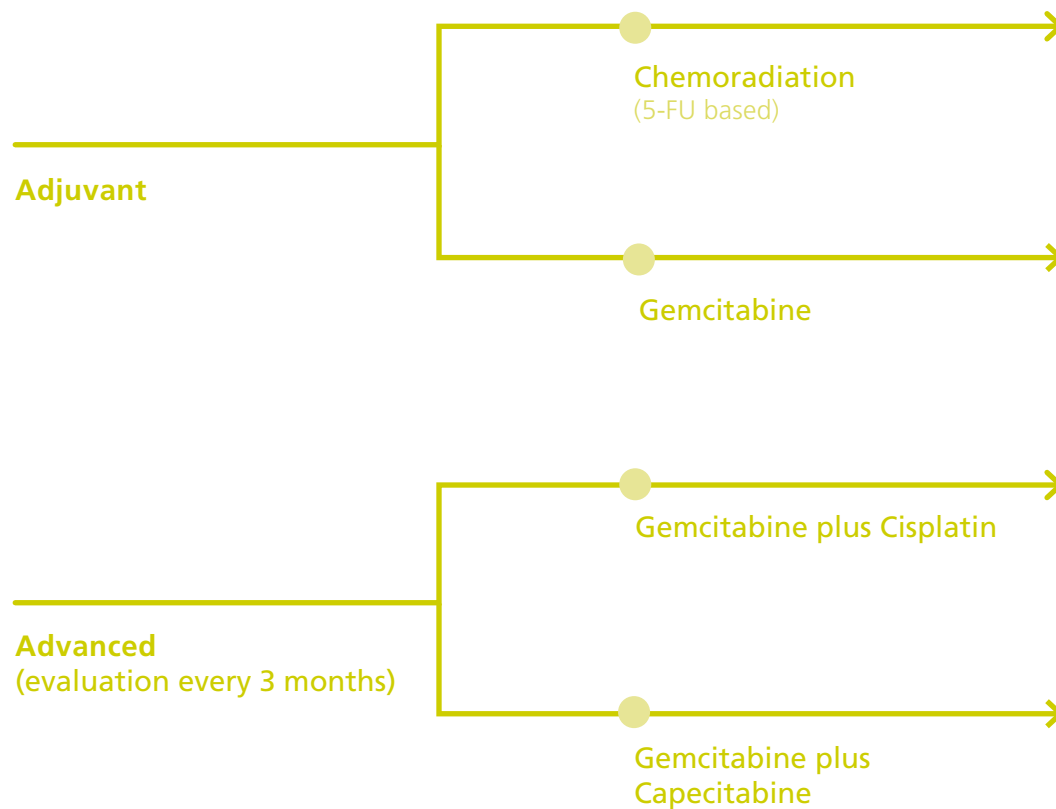 Chemoradiation
(5-FU based)
Adjuvant
Gemcitabine
Gemcitabine plus Cisplatin
Advanced
(evaluation every 3 months)
Gemcitabine plus
Capecitabine